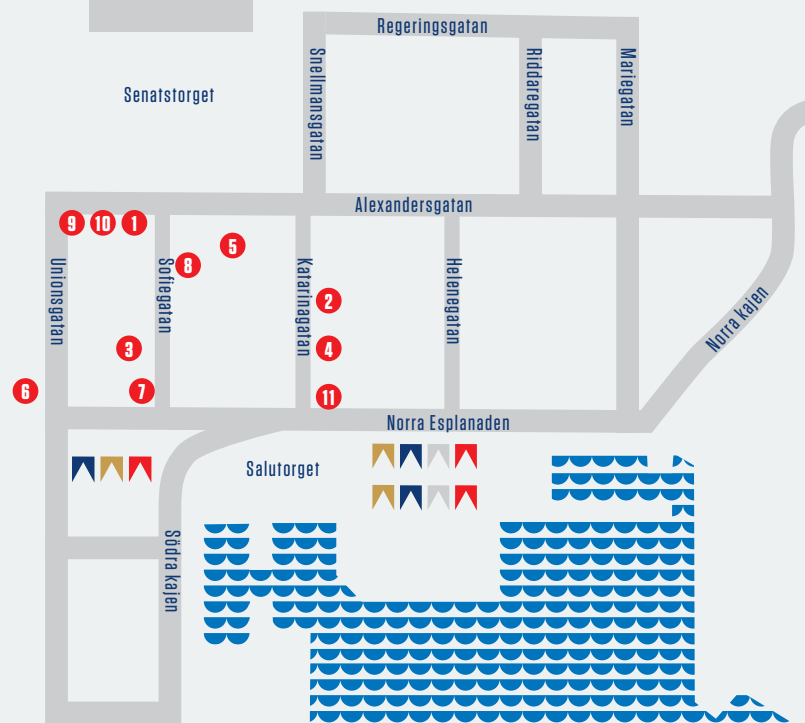 Regeringsgatan
Snellmansgatan
Riddaregatan
Mariegatan
Senatstorget
Alexandersgatan
9
10
1
5
8
Unionsgatan
Sofiegatan
Katarinagatan
Helenegatan
2
3
4
Norra kajen
6
7
11
Norra Esplanaden
Salutorget
Södra kajen